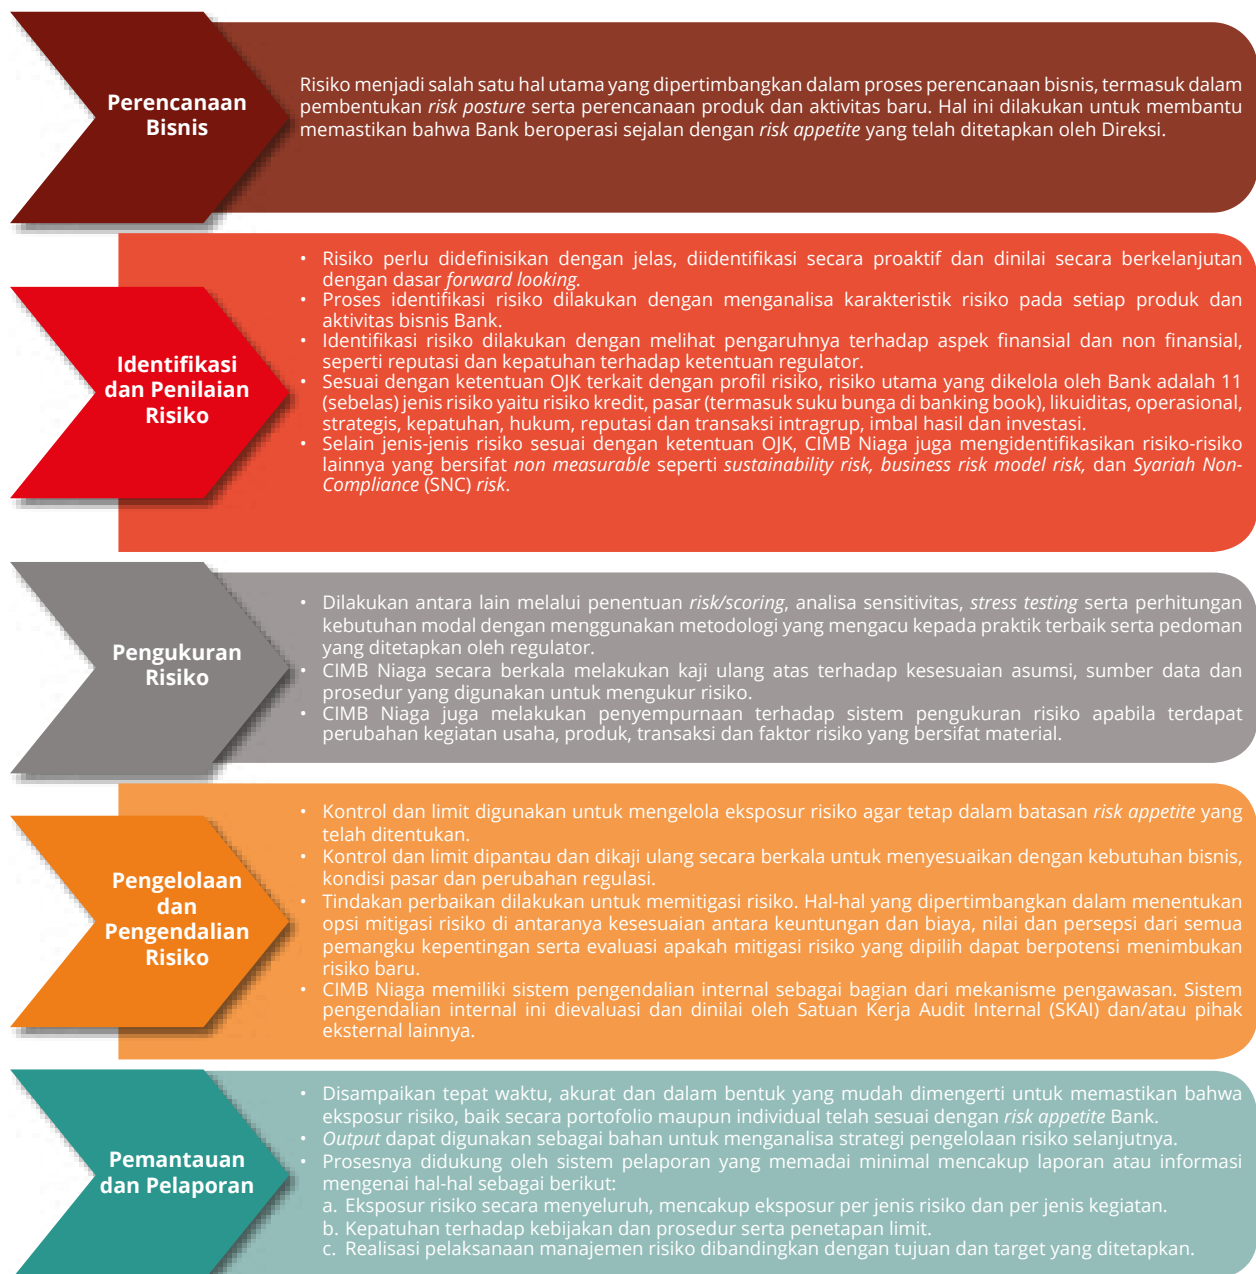 Perencanaan
Bisnis
Risiko menjadi salah satu hal utama yang dipertimbangkan dalam proses perencanaan bisnis, termasuk dalam
pembentukan risk posture serta perencanaan produk dan aktivitas baru. Hal ini dilakukan untuk membantu
memastikan bahwa Bank beroperasi sejalan dengan risk appetite yang telah ditetapkan oleh Direksi.
Identifikasi
dan Penilaian
Risiko
• Risiko perlu didefinisikan dengan jelas, diidentifikasi secara proaktif dan dinilai secara berkelanjutan
dengan dasar forward looking.
• Proses identifikasi risiko dilakukan dengan menganalisa karakteristik risiko pada setiap produk dan
aktivitas bisnis Bank.
• Identifikasi risiko dilakukan dengan melihat pengaruhnya terhadap aspek finansial dan non finansial,
seperti reputasi dan kepatuhan terhadap ketentuan regulator.
• Sesuai dengan ketentuan OJK terkait dengan profil risiko, risiko utama yang dikelola oleh Bank adalah 11
(sebelas) jenis risiko yaitu risiko kredit, pasar (termasuk suku bunga di banking book), likuiditas, operasional,
strategis, kepatuhan, hukum, reputasi dan transaksi intragrup, imbal hasil dan investasi.
• Selain jenis-jenis risiko sesuai dengan ketentuan OJK, CIMB Niaga juga mengidentifikasikan risiko-risiko
lainnya yang bersifat non measurable seperti sustainability risk, business risk model risk, dan Syariah Non-
Compliance (SNC) risk.
Pengukuran
Risiko
• Dilakukan antara lain melalui penentuan risk/scoring, analisa sensitivitas, stress testing serta perhitungan
kebutuhan modal dengan menggunakan metodologi yang mengacu kepada praktik terbaik serta pedoman
yang ditetapkan oleh regulator.
• CIMB Niaga secara berkala melakukan kaji ulang atas terhadap kesesuaian asumsi, sumber data dan
prosedur yang digunakan untuk mengukur risiko.
• CIMB Niaga juga melakukan penyempurnaan terhadap sistem pengukuran risiko apabila terdapat
perubahan kegiatan usaha, produk, transaksi dan faktor risiko yang bersifat material.
Pengelolaan
dan
Pengendalian
Risiko
• Kontrol dan limit digunakan untuk mengelola eksposur risiko agar tetap dalam batasan risk appetite yang
telah ditentukan.
• Kontrol dan limit dipantau dan dikaji ulang secara berkala untuk menyesuaikan dengan kebutuhan bisnis,
kondisi pasar dan perubahan regulasi.
• Tindakan perbaikan dilakukan untuk memitigasi risiko. Hal-hal yang dipertimbangkan dalam menentukan
opsi mitigasi risiko di antaranya kesesuaian antara keuntungan dan biaya, nilai dan persepsi dari semua
pemangku kepentingan serta evaluasi apakah mitigasi risiko yang dipilih dapat berpotensi menimbukan
risiko baru.
• CIMB Niaga memiliki sistem pengendalian internal sebagai bagian dari mekanisme pengawasan. Sistem
pengendalian internal ini dievaluasi dan dinilai oleh Satuan Kerja Audit Internal (SKAI) dan/atau pihak
eksternal lainnya.
Pemantauan
dan Pelaporan
• Disampaikan tepat waktu, akurat dan dalam bentuk yang mudah dimengerti untuk memastikan bahwa
eksposur risiko, baik secara portofolio maupun individual telah sesuai dengan risk appetite Bank.
• Output dapat digunakan sebagai bahan untuk menganalisa strategi pengelolaan risiko selanjutnya.
• Prosesnya didukung oleh sistem pelaporan yang memadai minimal mencakup laporan atau informasi
mengenai hal-hal sebagai berikut:
a. Eksposur risiko secara menyeluruh, mencakup eksposur per jenis risiko dan per jenis kegiatan.
b. Kepatuhan terhadap kebijakan dan prosedur serta penetapan limit.
c. Realisasi pelaksanaan manajemen risiko dibandingkan dengan tujuan dan target yang ditetapkan.